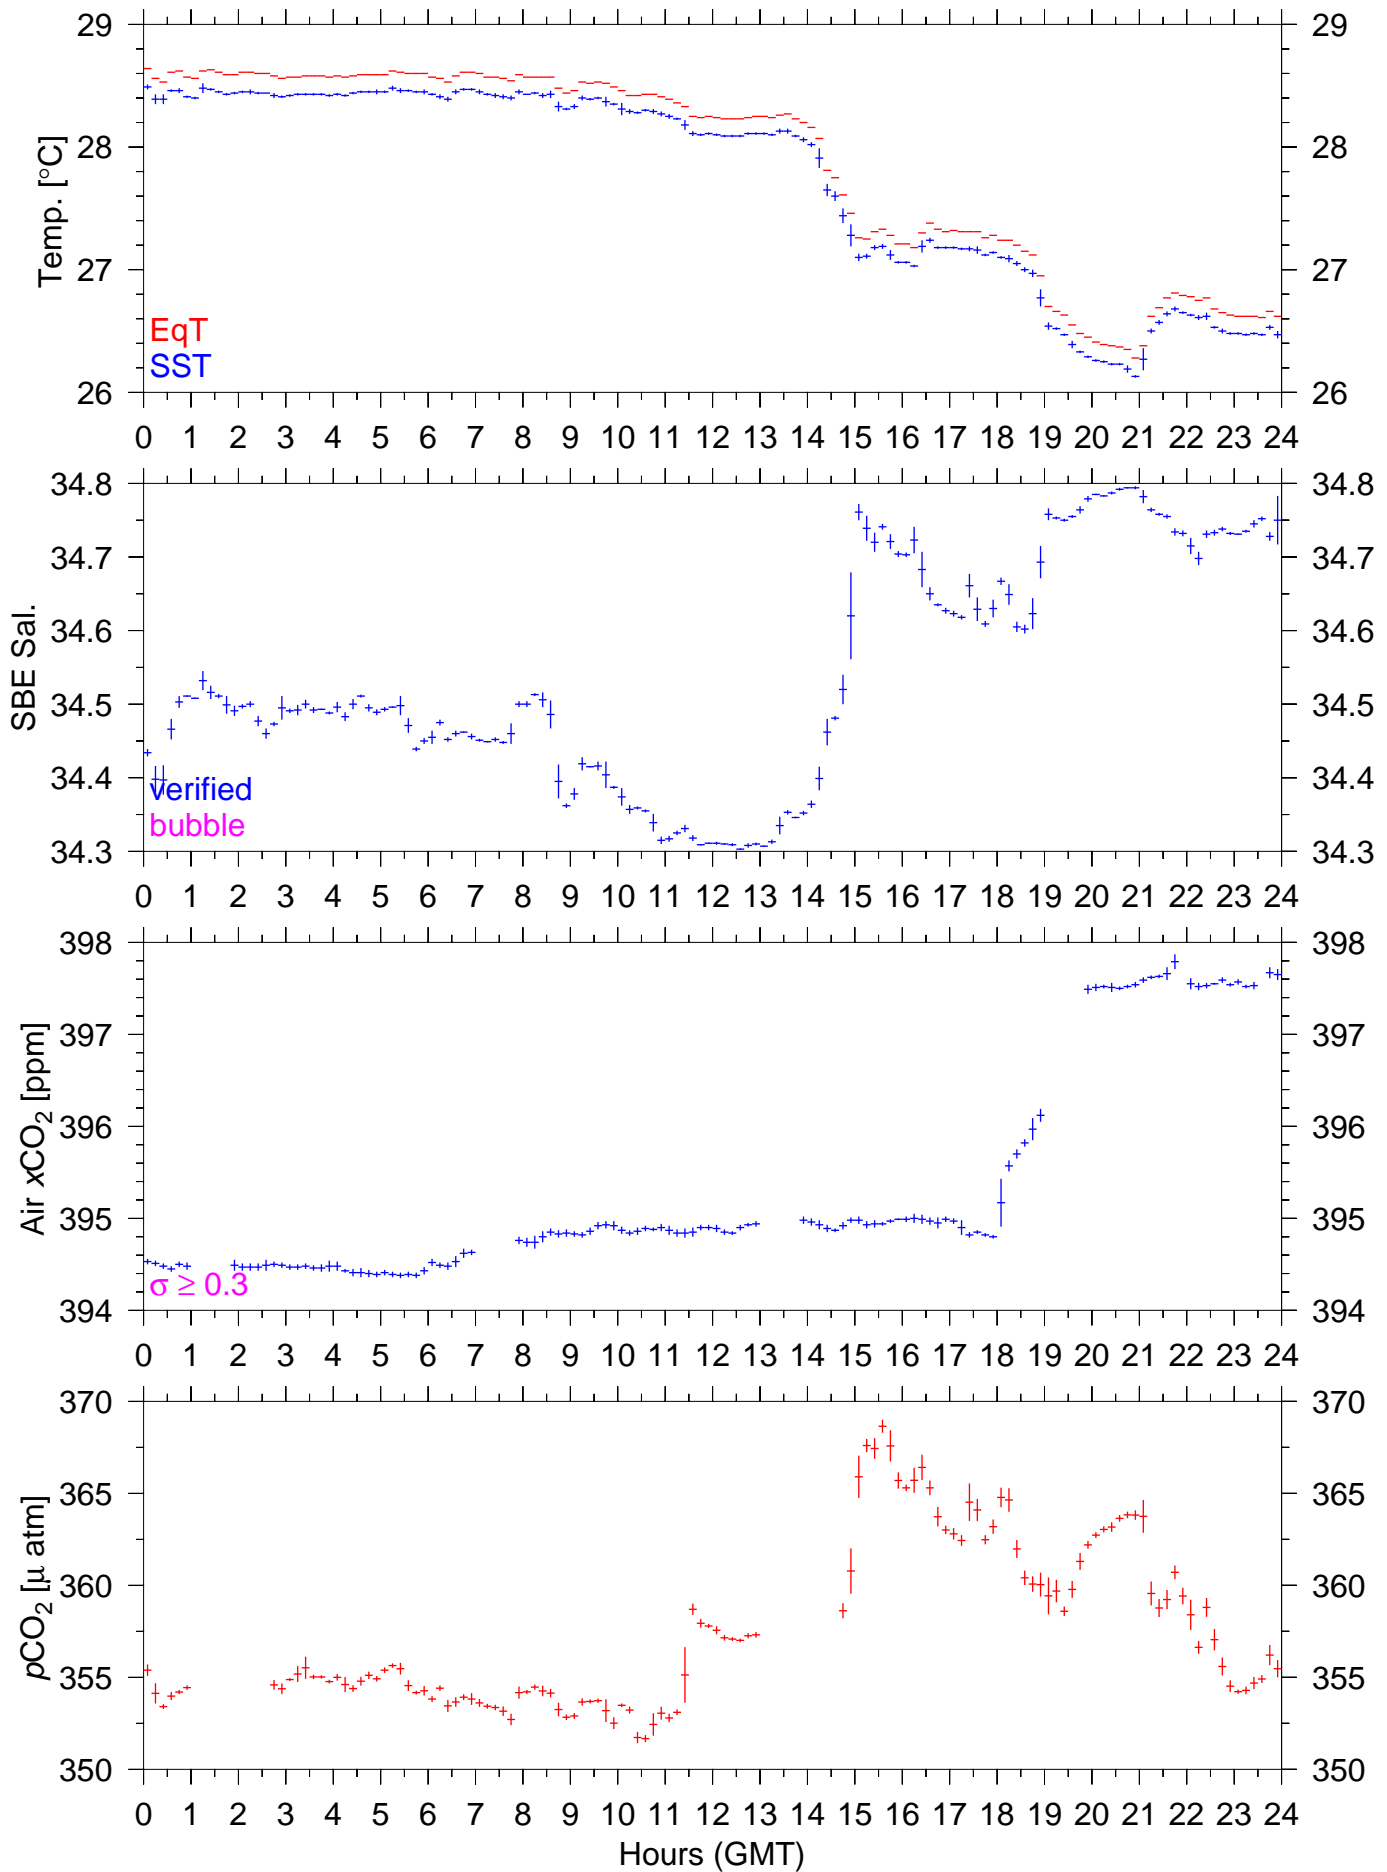 29 29
28 28
27 27
26 26
Temp. [°C]
EqT
SST
0 1 2 3 4 5 6 7 8 9 10 11 12 13 14 15 16 17 18 19 20 21 22 23 24
34.8 34.8
34.7 34.7
34.6 34.6
34.5 34.5
34.4 34.4
34.3 34.3
SBE Sal.
verified
bubble
0 1 2 3 4 5 6 7 8 9 10 11 12 13 14 15 16 17 18 19 20 21 22 23 24
398 398
397 397
396 396
395 395
394 394
Air xCO₂ [ppm]
σ ≥ 0.3
0 1 2 3 4 5 6 7 8 9 10 11 12 13 14 15 16 17 18 19 20 21 22 23 24
370 370
365 365
360 360
355 355
350 350
pCO₂ [µ atm]
0 1 2 3 4 5 6 7 8 9 10 11 12 13 14 15 16 17 18 19 20 21 22 23 24
Hours (GMT)